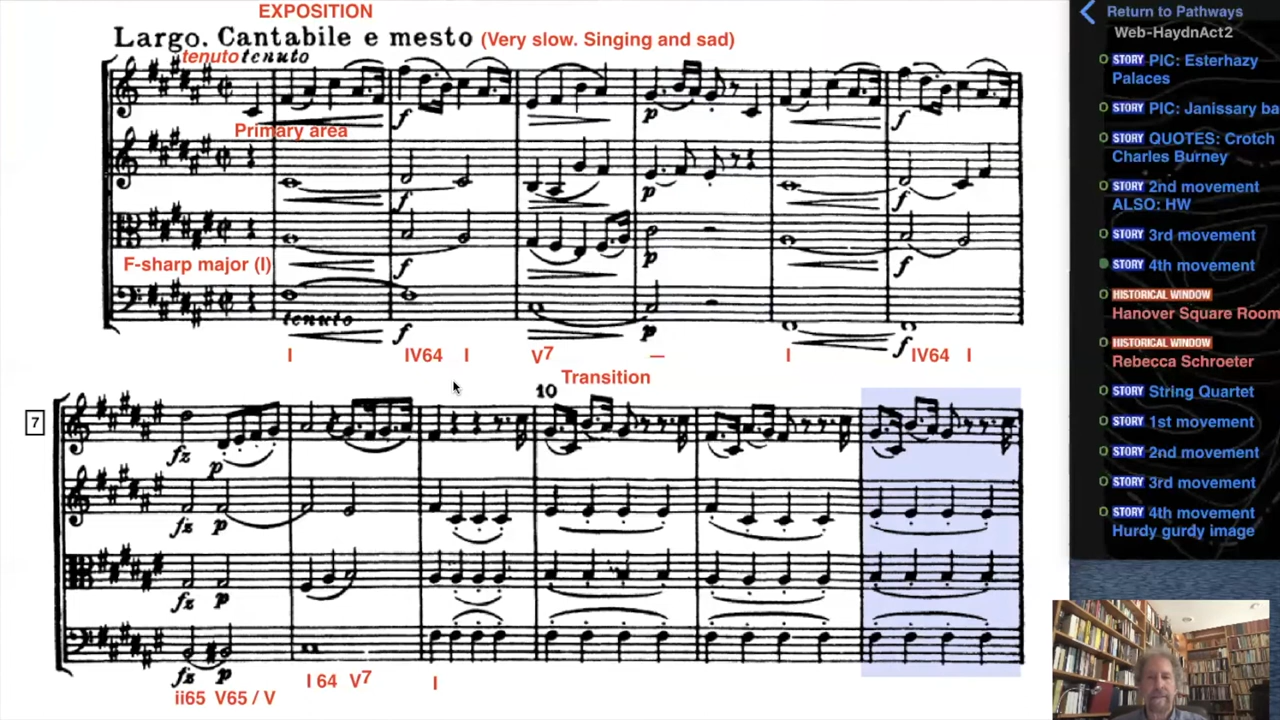 EXPOSITION
Largo. Cantabile e mesto (Very slow. Singing and sad)
tenuto tenuto
f
p
f
Primary area
f
p
f
f
p
f
F-sharp major (I)
tenuto
f
p
f
I IV64 I V7 — I IV64 I
Transition
10
7
fz p
fz p
fz p
fz p
I 64 V7 I
ii65 V65 / V
Return to Pathways
Web-HaydnAct2
STORY PIC: Esterhazy
Palaces
STORY PIC: Janissary ba
STORY QUOTES: Crotch
Charles Burney
STORY 2nd movement
ALSO: HW
STORY 3rd movement
STORY 4th movement
HISTORICAL WINDOW
Hanover Square Room
HISTORICAL WINDOW
Rebecca Schroeter
STORY String Quartet
STORY 1st movement
STORY 2nd movement
STORY 3rd movement
STORY 4th movement
Hurdy gurdy image